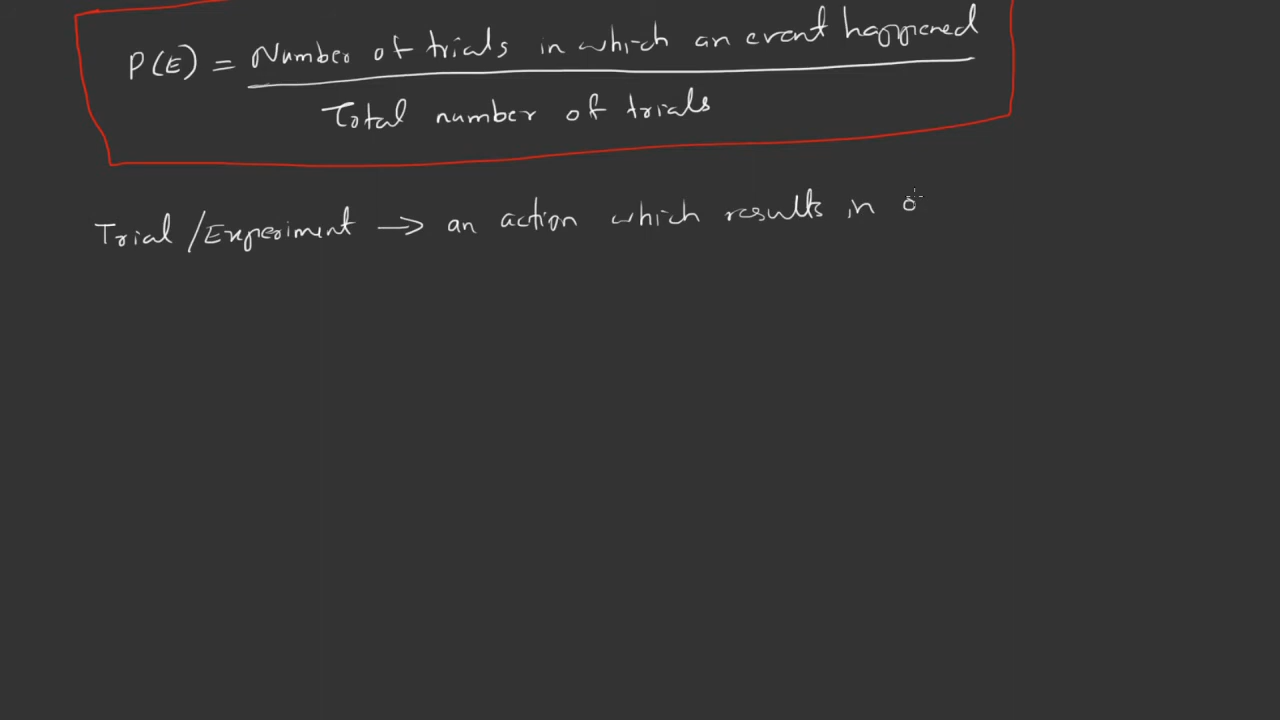 P(E) = Number of trials in which an event happened
Total number of trials
Trial/Experiment → an action which results in o